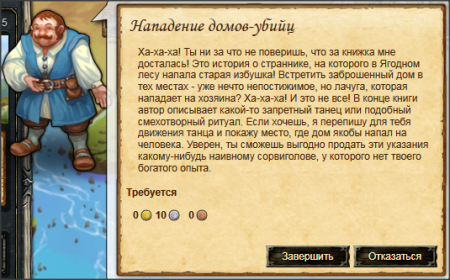 5
Нападение домов-убийц
Ха-ха-ха! Ты ни за что не поверишь, что за книжка мне
досталась! Это история о страннике, на которого в Ягодном
лесу напала старая избушка! Встретить заброшенный дом в
тех местах - уже нечто непостижимое, но лачуга, которая
нападает на хозяина? Ха-ха-ха! И это не все! В конце книги
автор описывает какой-то запретный танец или подобный
смехотворный ритуал. Если хочешь, я перепишу для тебя
движения танца и покажу место, где дом якобы напал на
человека. Уверен, ты сможешь выгодно продать эти указания
какому-нибудь наивному сорвиголове, у которого нет твоего
богатого опыта.
Требуется
0 10 0
Завершить Отказаться